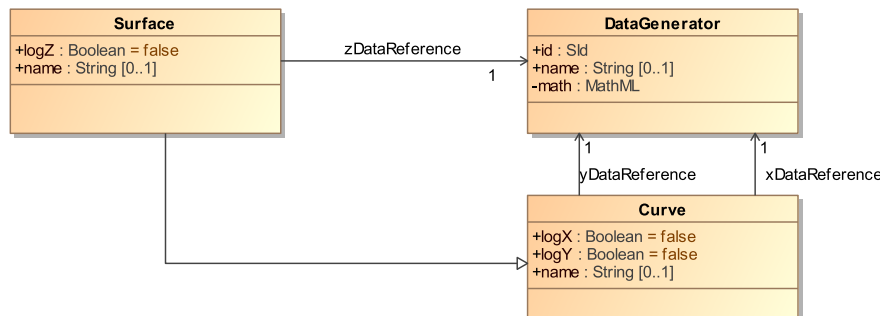 Surface
+logZ : Boolean = false
+name : String [0..1]
zDataReference
1
DataGenerator
+id : SId
+name : String [0..1]
-math : MathML
1
1
yDataReference
xDataReference
Curve
+logX : Boolean = false
+logY : Boolean = false
+name : String [0..1]